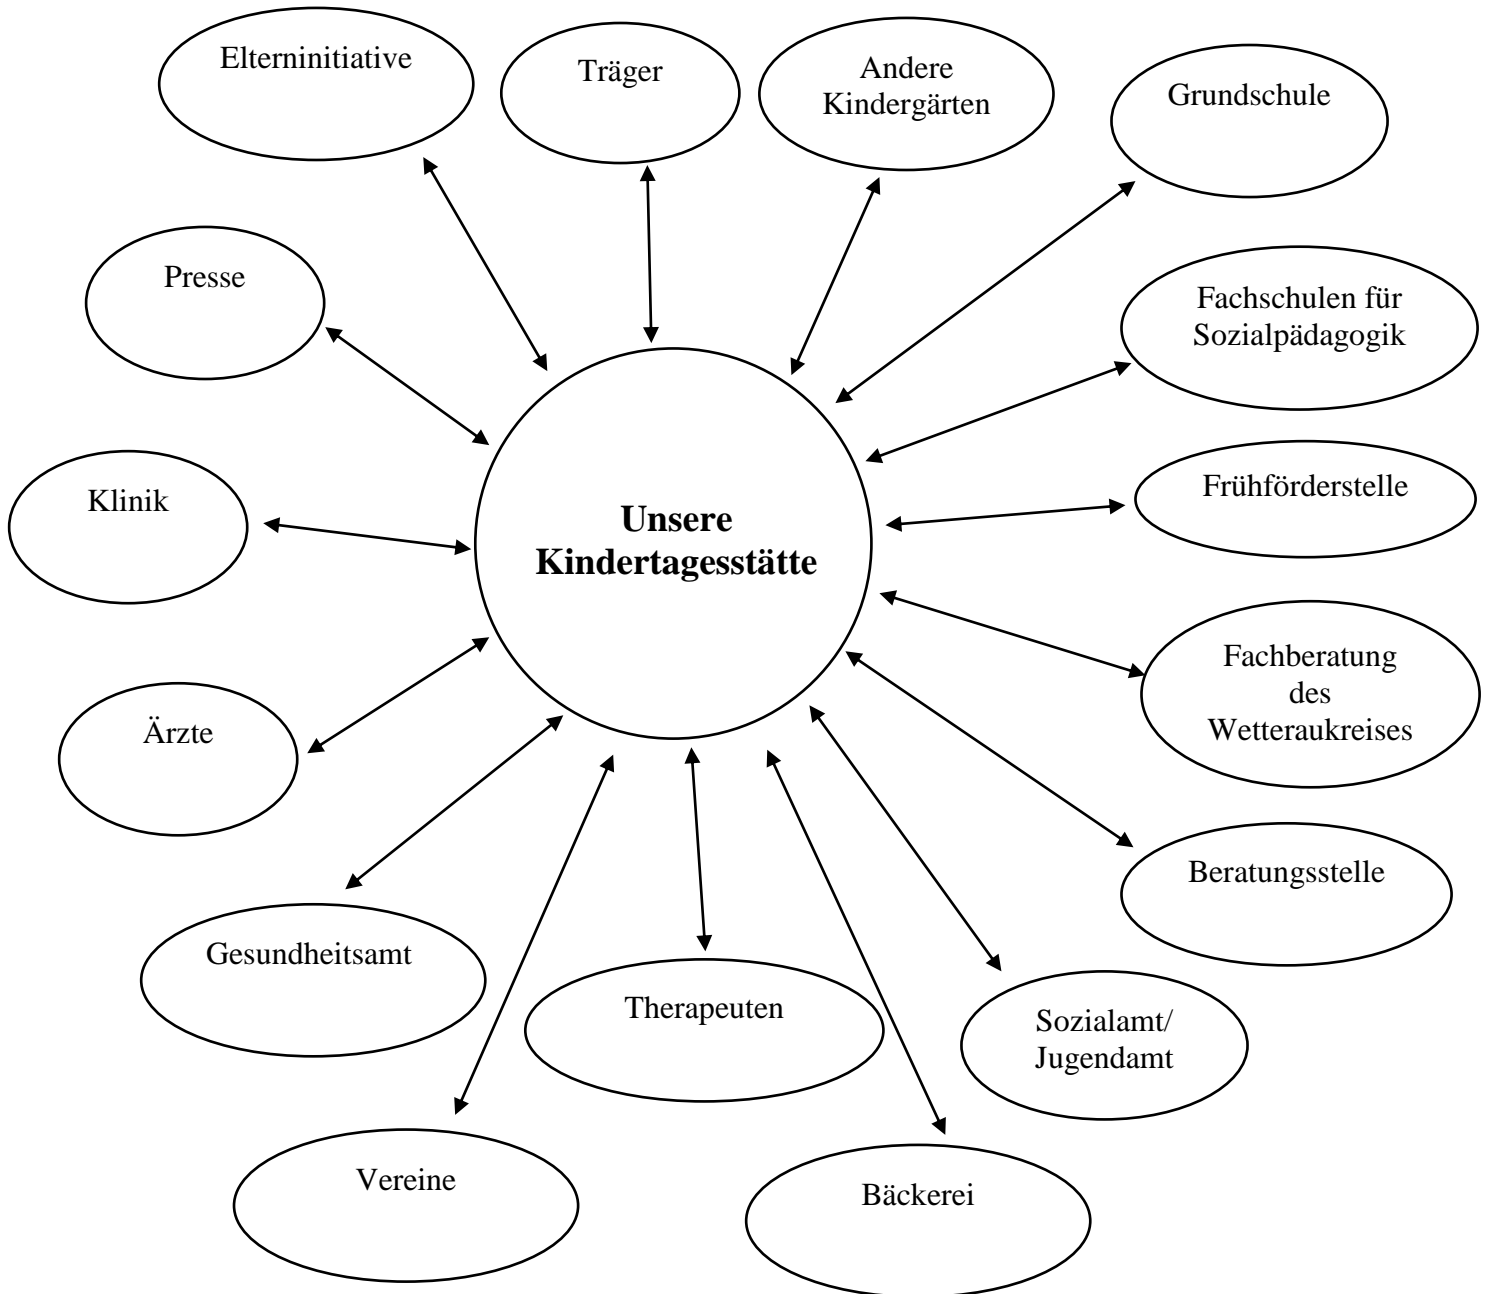 Elterninitiative
Träger
Andere
Kindergärten
Grundschule
Presse
Fachschulen für
Sozialpädagogik
Klinik
Frühförderstelle
Unsere
Kindertagesstätte
Fachberatung
des
Wetteraukreises
Ärzte
Beratungsstelle
Gesundheitsamt
Therapeuten
Sozialamt/
Jugendamt
Vereine
Bäckerei